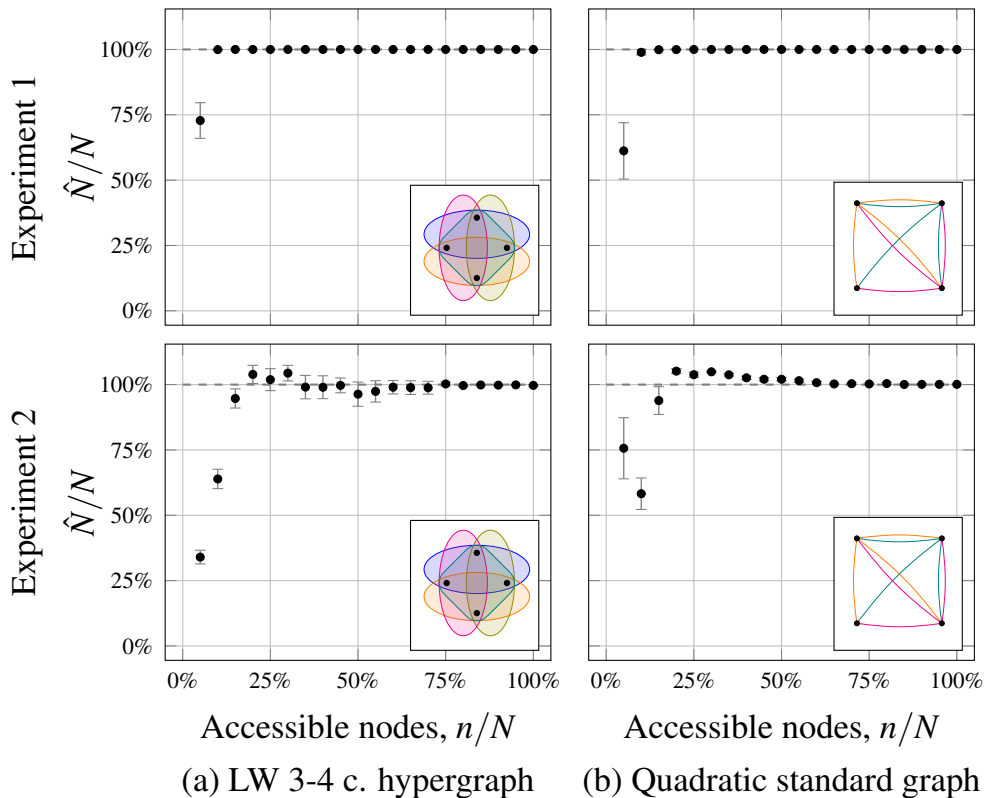 Experiment 1
N̂/N
100%
75%
50%
25%
0%
Experiment 2
N̂/N
100%
75%
50%
25%
0%
0% 25% 50% 75% 100%
0% 25% 50% 75% 100%
Accessible nodes, n/N
Accessible nodes, n/N
(a) LW 3-4 c. hypergraph
(b) Quadratic standard graph